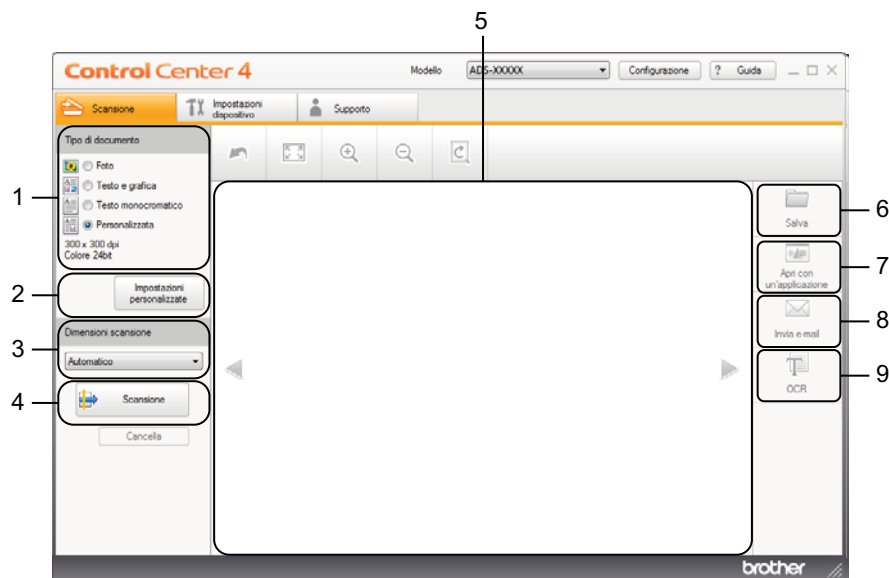 5
Control Center 4
Modello
ADS-XXXXX
Configurazione
? Guida
Scansione
Impostazioni
dispositivo
Supporto
Tipo di documento
Foto
Testo e grafica
Testo monocromatico
Personalizzata
300 x 300 dpi
Colore 24bit
1
Impostazioni
personalizzate
2
Dimensioni scansione
Automatico
3
Scansione
4
Cancella
Salva
6
Apri con
un'applicazione
7
Invia e-mail
8
OCR
9
brother